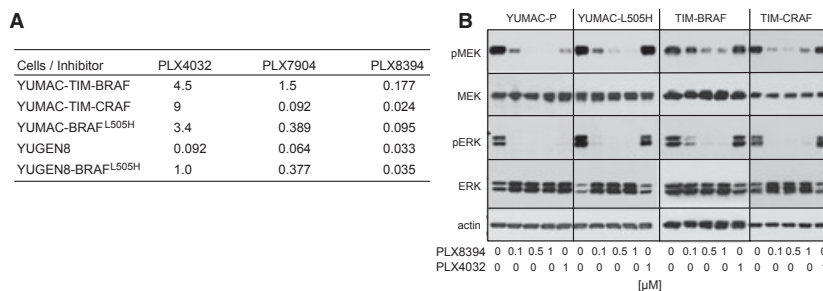 A
Cells / Inhibitor PLX4032 PLX7904 PLX8394
YUMAC-TIM-BRAF 4.5 1.5 0.177
YUMAC-TIM-CRAF 9 0.092 0.024
YUMAC-BRAF^L505H 3.4 0.389 0.095
YUGEN8 0.092 0.064 0.033
YUGEN8-BRAF^L505H 1.0 0.377 0.035
B
YUMAC-P YUMAC-L505H TIM-BRAF TIM-CRAF
pMEK
MEK
pERK
ERK
actin
PLX8394 0 0.1 0.5 1 0 0 0.1 0.5 1 0 0 0.1 0.5 1 0 0 0.1 0.5 1 0
PLX4032 0 0 0 0 1 0 0 0 0 1 0 0 0 0 1 0 0 0 0 1
[µM]